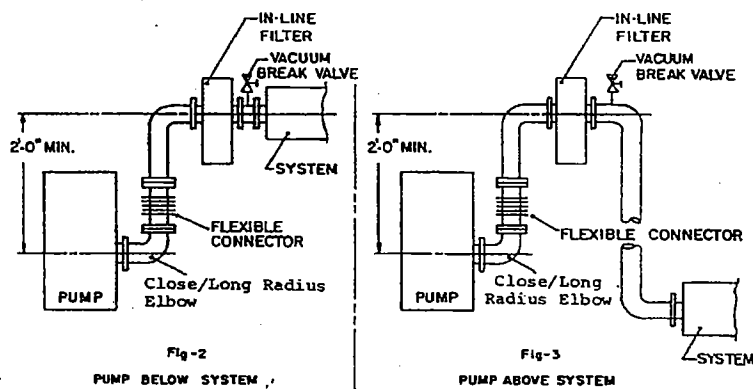 IN-LINE
FILTER
VACUUM
BREAK VALVE
2'-0" MIN.
SYSTEM
FLEXIBLE
CONNECTOR
PUMP
Close/Long Radius
Elbow
Fig-2
PUMP BELOW SYSTEM
IN-LINE
FILTER
VACUUM
BREAK VALVE
2'-0" MIN.
FLEXIBLE CONNECTOR
PUMP
Close/Long
Radius Elbow
SYSTEM
Fig-3
PUMP ABOVE SYSTEM